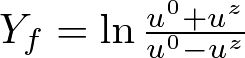 $Y_f = \ln \frac{u^0 + u^z}{u^0 - u^z}$